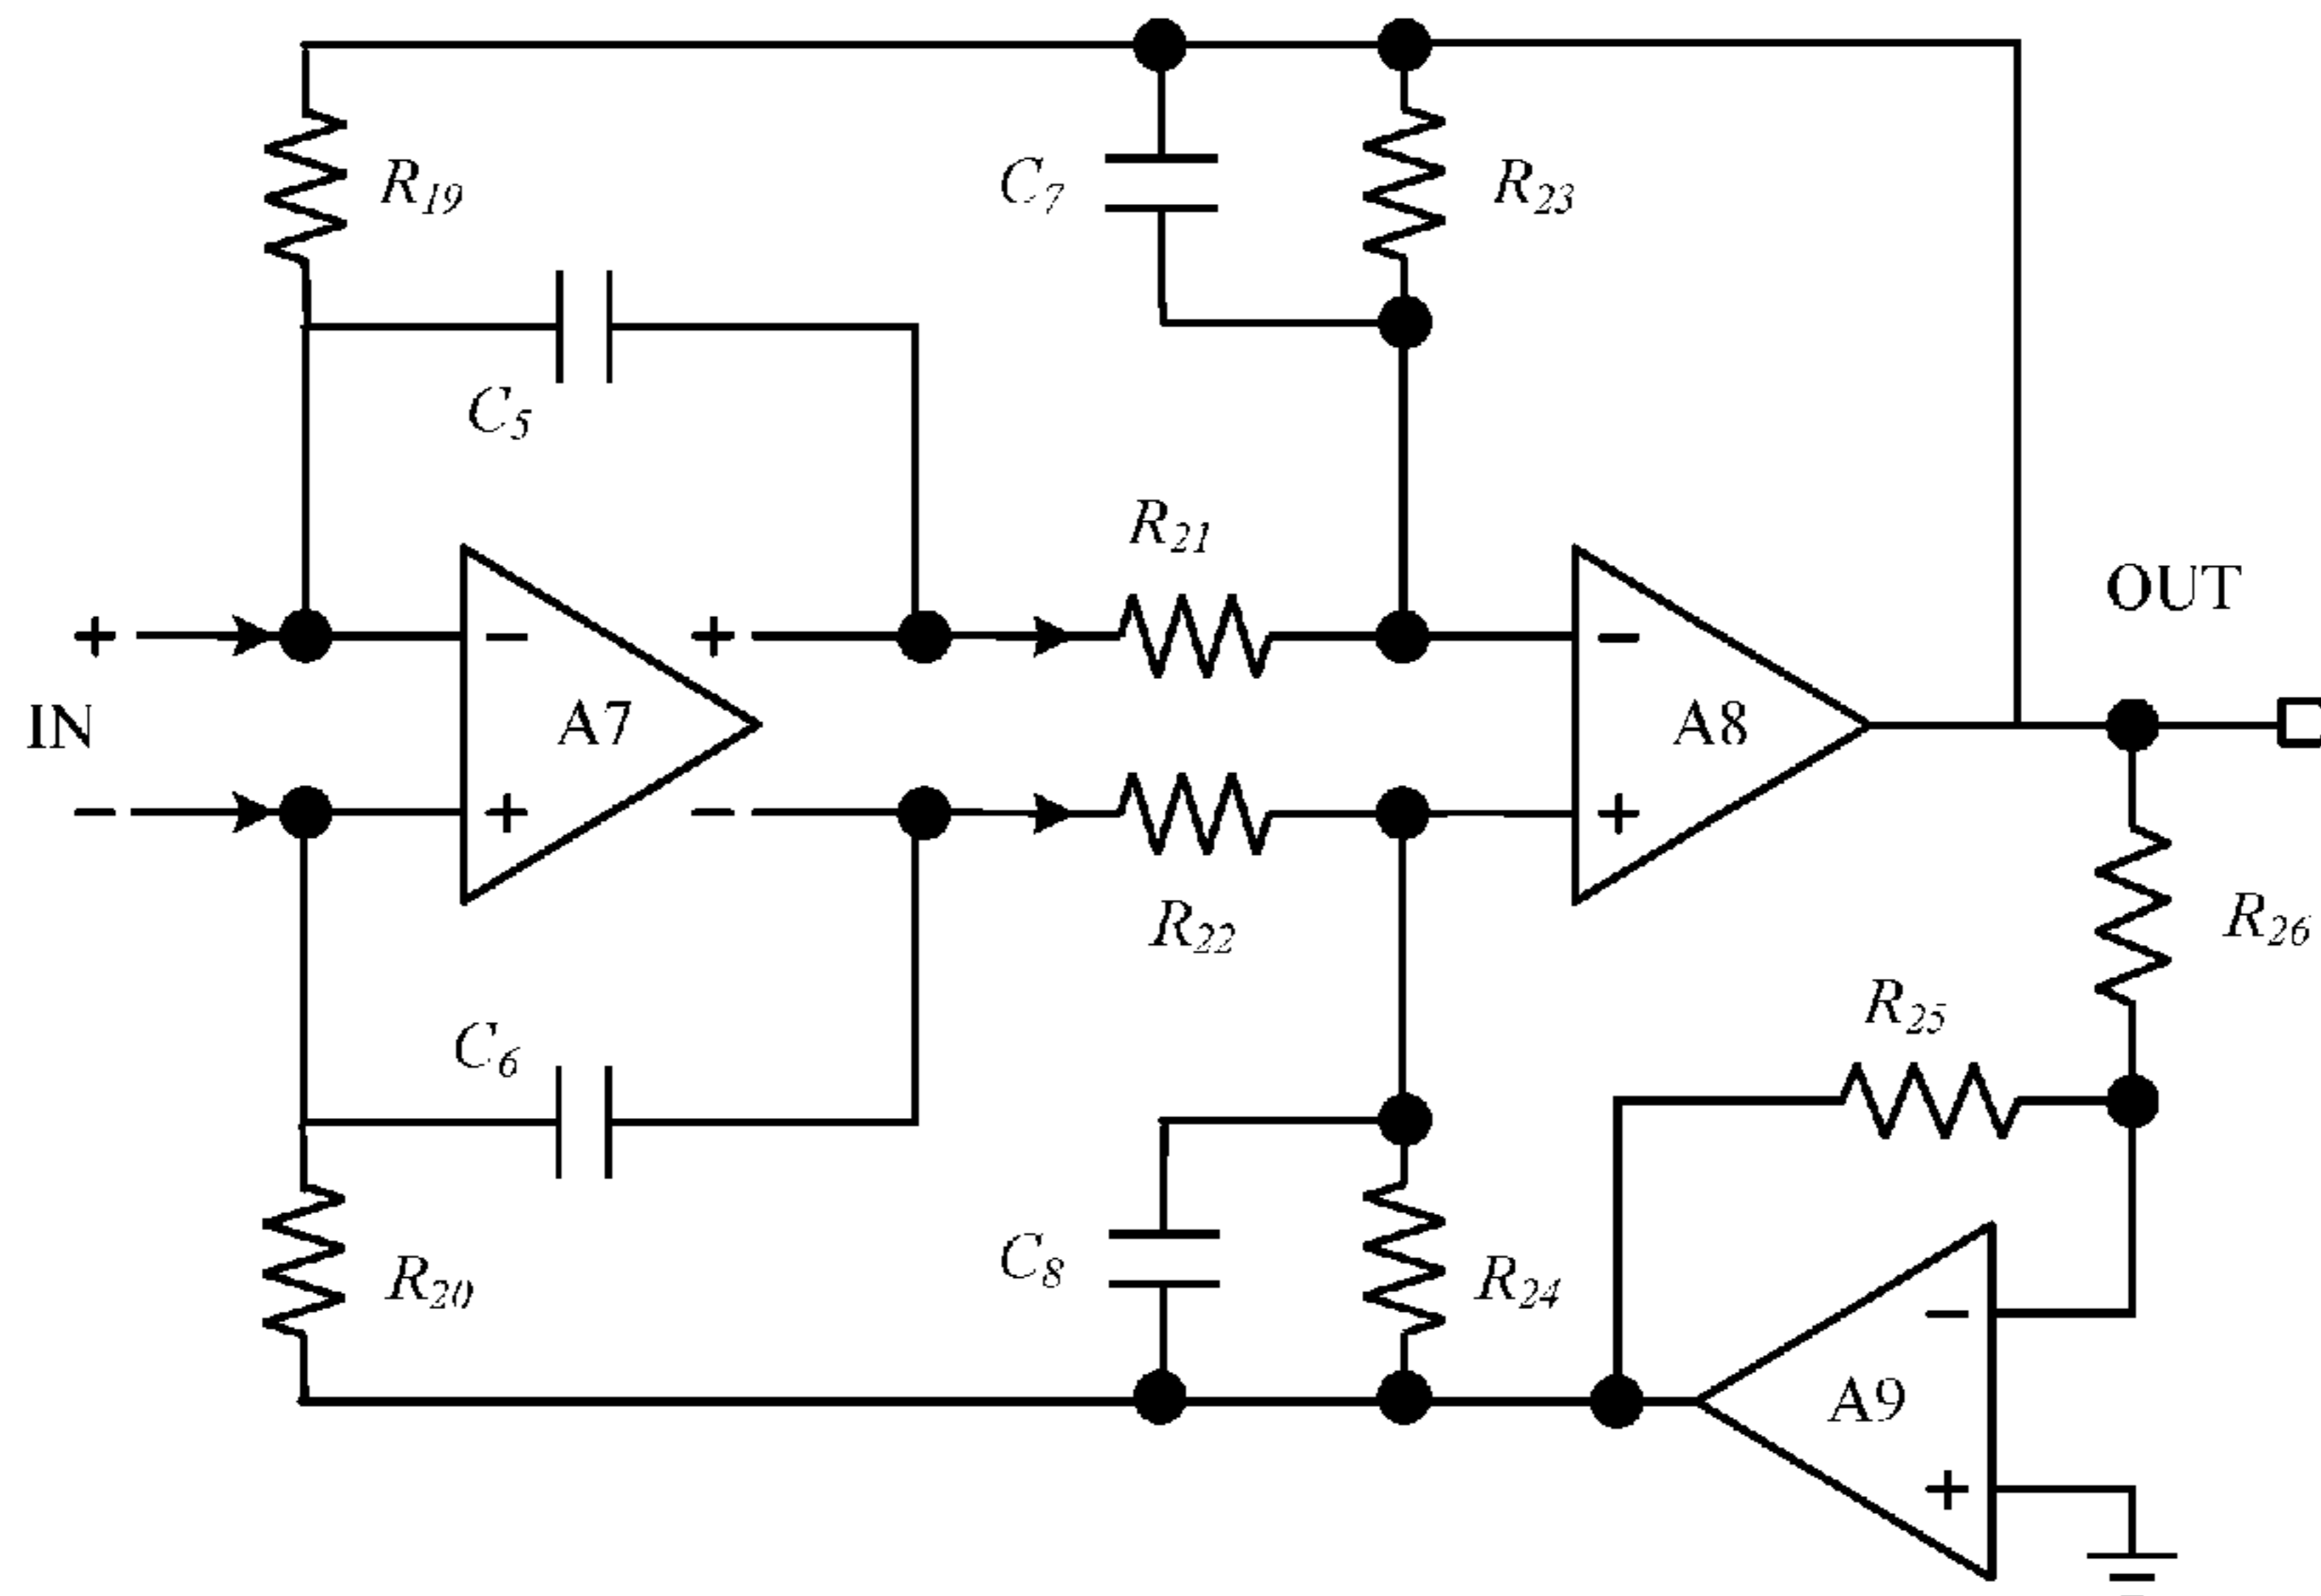 R19
C7
R23
C5
R21
OUT
+
−
+
−
IN
A7
A8
−
+
−
+
R22
R26
R25
C6
C8
R20
R24
−
A9
+